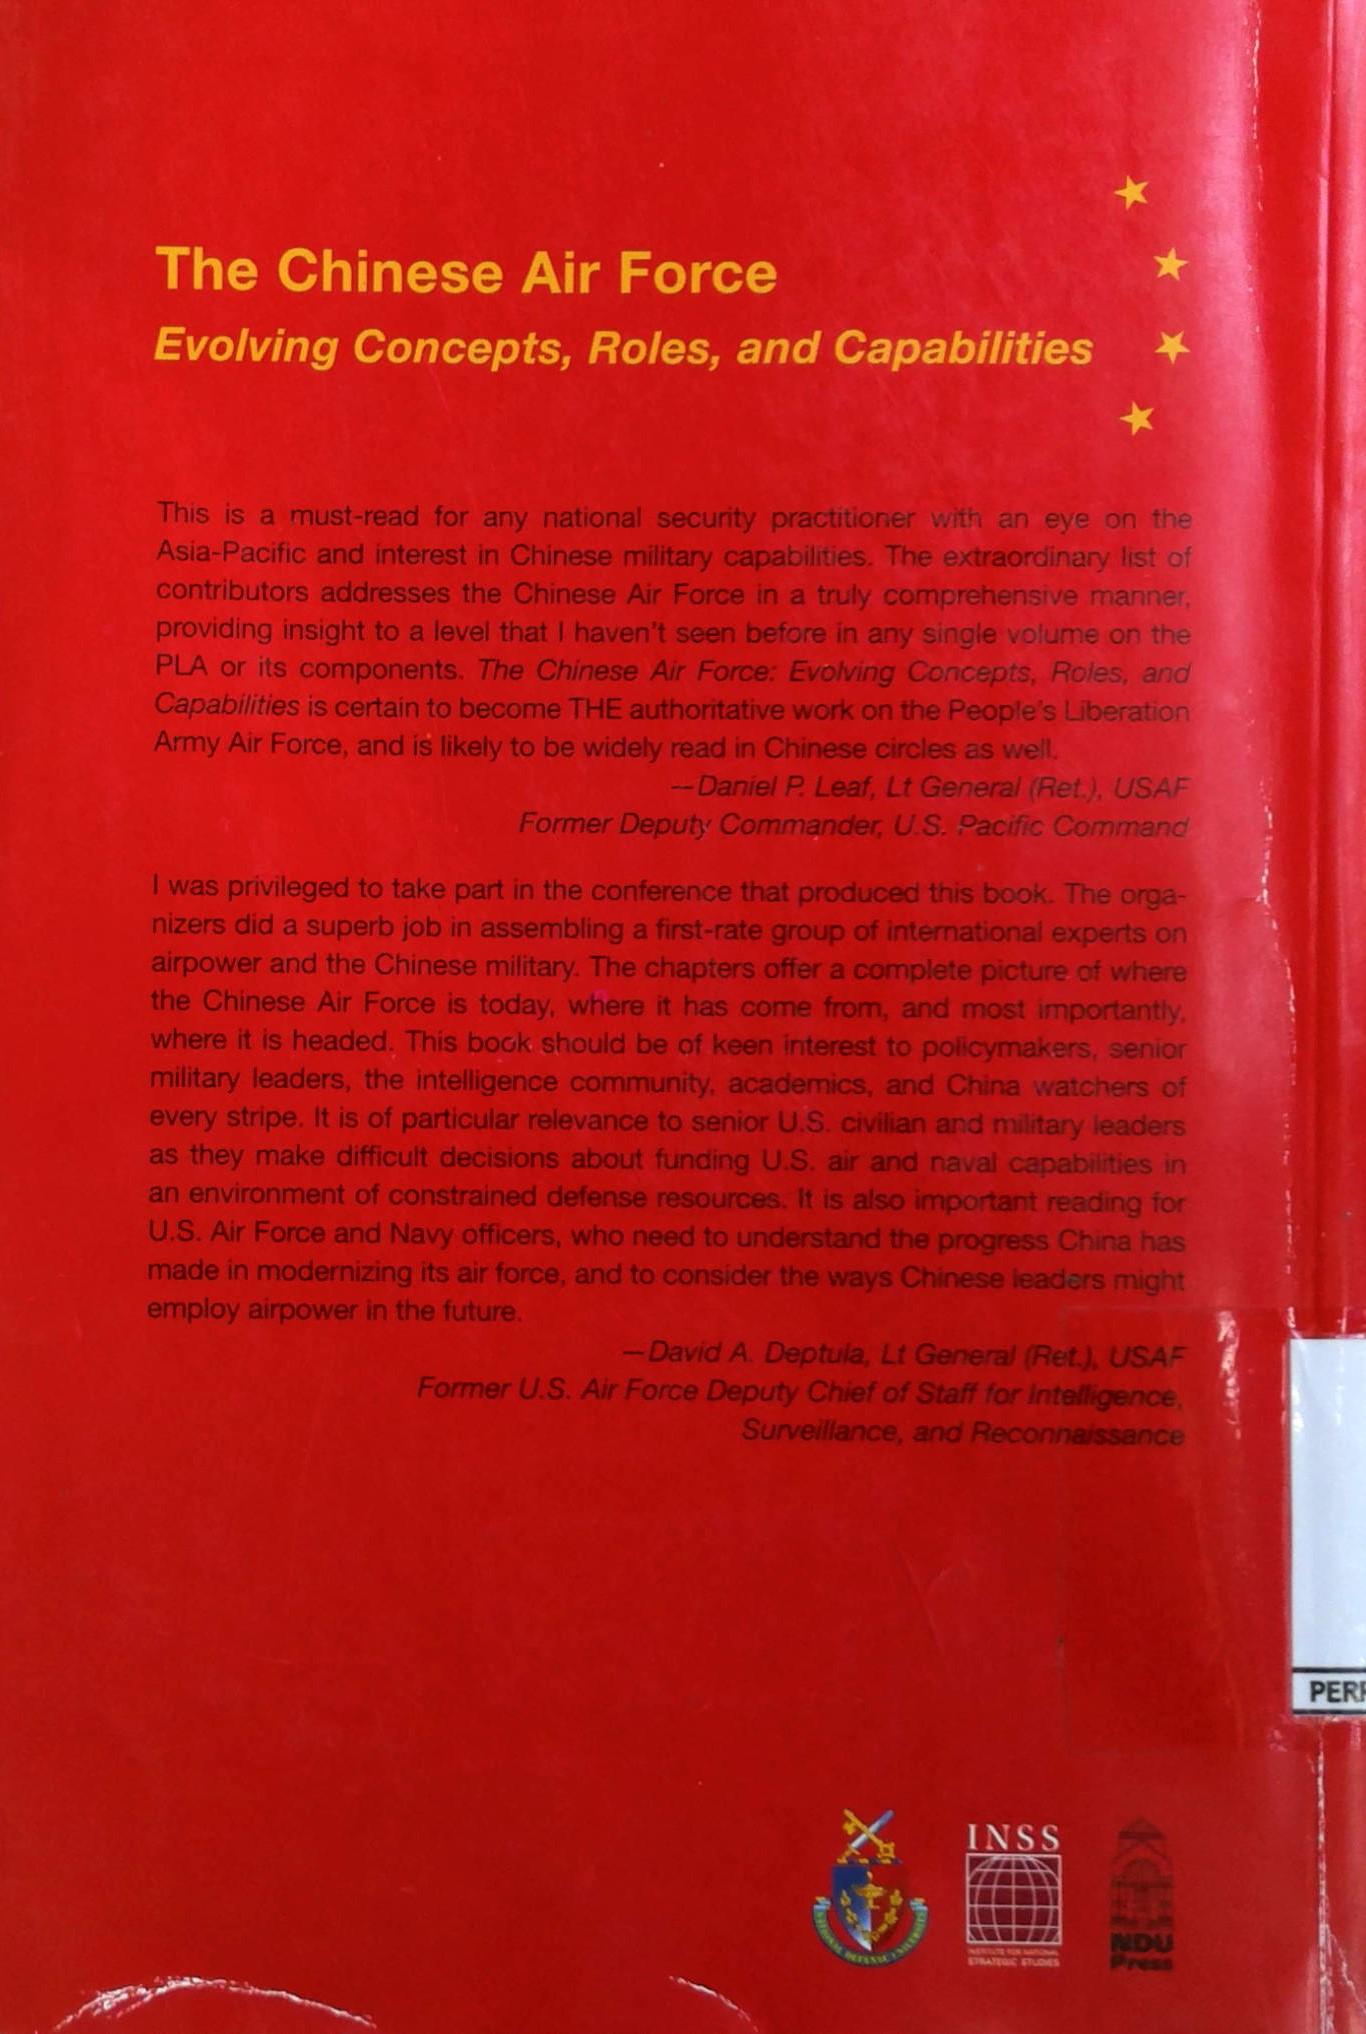 The Chinese Air Force
Evolving Concepts, Roles, and Capabilities
This is a must-read for any national security practitioner with an eye on the
Asia-Pacific and interest in Chinese military capabilities. The extraordinary list of
contributors addresses the Chinese Air Force in a truly comprehensive manner,
providing insight to a level that I haven't seen before in any single volume on the
PLA or its components. The Chinese Air Force: Evolving Concepts, Roles, and
Capabilities is certain to become THE authoritative work on the People's Liberation
Army Air Force, and is likely to be widely read in Chinese circles as well.
—Daniel P. Leaf, Lt General (Ret.), USAF
Former Deputy Commander, U.S. Pacific Command
I was privileged to take part in the conference that produced this book. The orga-
nizers did a superb job in assembling a first-rate group of international experts on
airpower and the Chinese military. The chapters offer a complete picture of where
the Chinese Air Force is today, where it has come from, and most importantly,
where it is headed. This book should be of keen interest to policymakers, senior
military leaders, the intelligence community, academics, and China watchers of
every stripe. It is of particular relevance to senior U.S. civilian and military leaders
as they make difficult decisions about funding U.S. air and naval capabilities in
an environment of constrained defense resources. It is also important reading for
U.S. Air Force and Navy officers, who need to understand the progress China has
made in modernizing its air force, and to consider the ways Chinese leaders might
employ airpower in the future.
—David A. Deptula, Lt General (Ret.), USAF
Former U.S. Air Force Deputy Chief of Staff for Intelligence,
Surveillance, and Reconnaissance
NATIONAL DEFENSE UNIVERSITY
INSS
INSTITUTE FOR NATIONAL
STRATEGIC STUDIES
NDU
Press